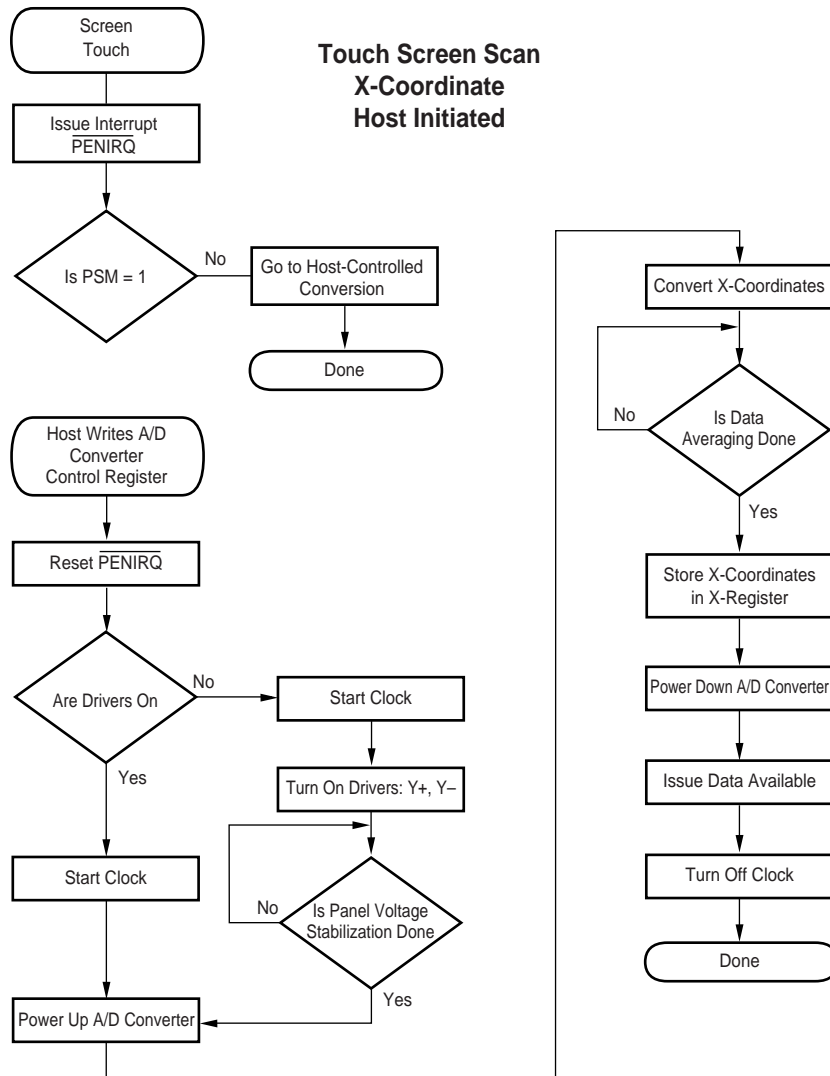 Touch Screen Scan
X-Coordinate
Host Initiated
Screen
Touch
Issue Interrupt
PENIRQ
Is PSM = 1
No
Go to Host-Controlled
Conversion
Done
Host Writes A/D
Converter
Control Register
Reset PENIRQ
Are Drivers On
No
Yes
Start Clock
Turn On Drivers: Y+, Y–
Is Panel Voltage
Stabilization Done
No
Yes
Start Clock
Power Up A/D Converter
Convert X-Coordinates
Is Data
Averaging Done
No
Yes
Store X-Coordinates
in X-Register
Power Down A/D Converter
Issue Data Available
Turn Off Clock
Done